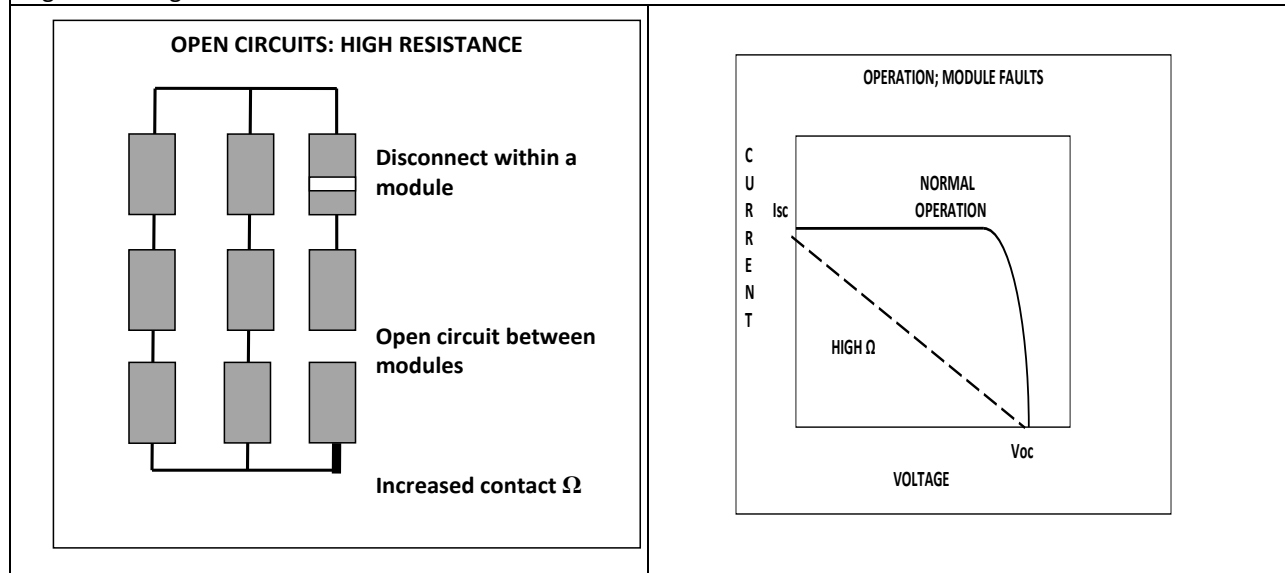 OPEN CIRCUITS: HIGH RESISTANCE
Disconnect within a
module
Open circuit between
modules
Increased contact Ω
OPERATION; MODULE FAULTS
C
U
R
R
E
N
T
Isc
NORMAL
OPERATION
HIGH Ω
Voc
VOLTAGE